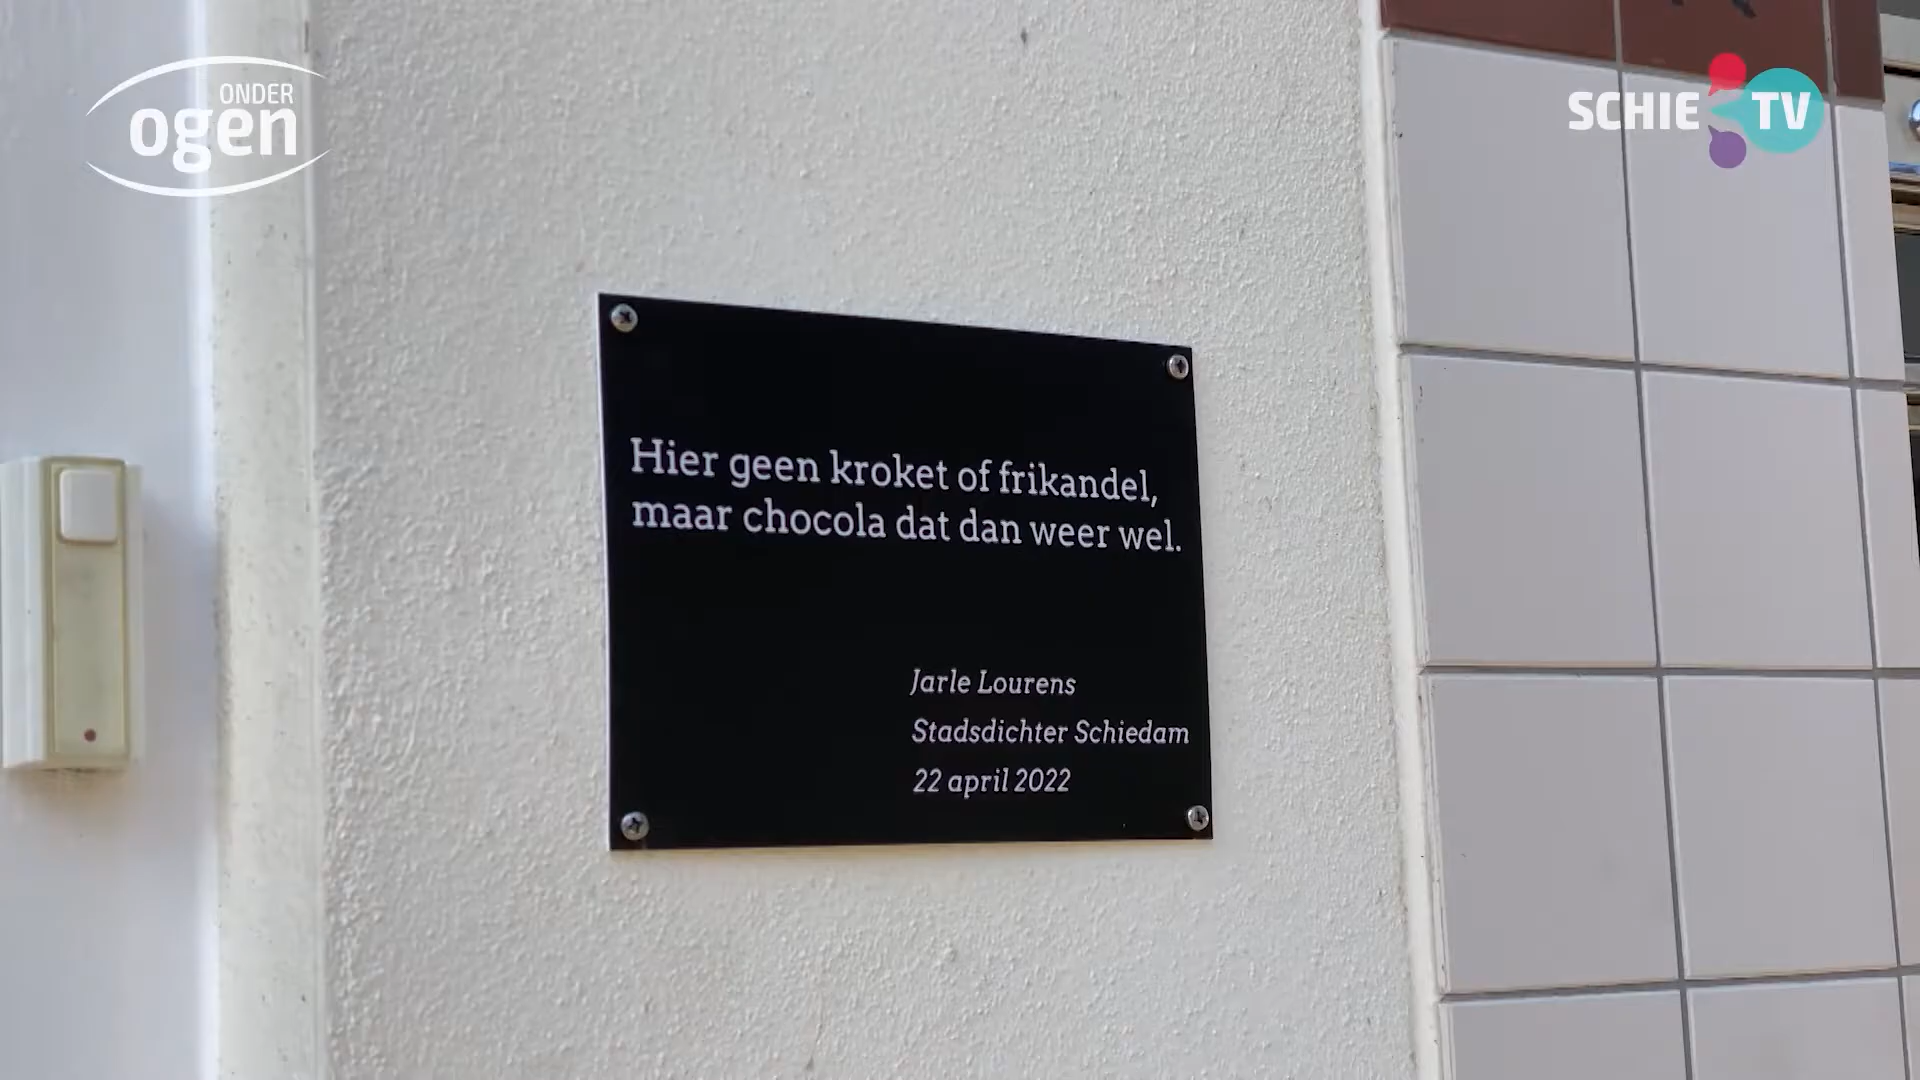 ONDER
ogen
SCHIE TV
Hier geen kroket of frikandel,
maar chocola dat dan weer wel.
Jarle Lourens
Stadsdichter Schiedam
22 april 2022